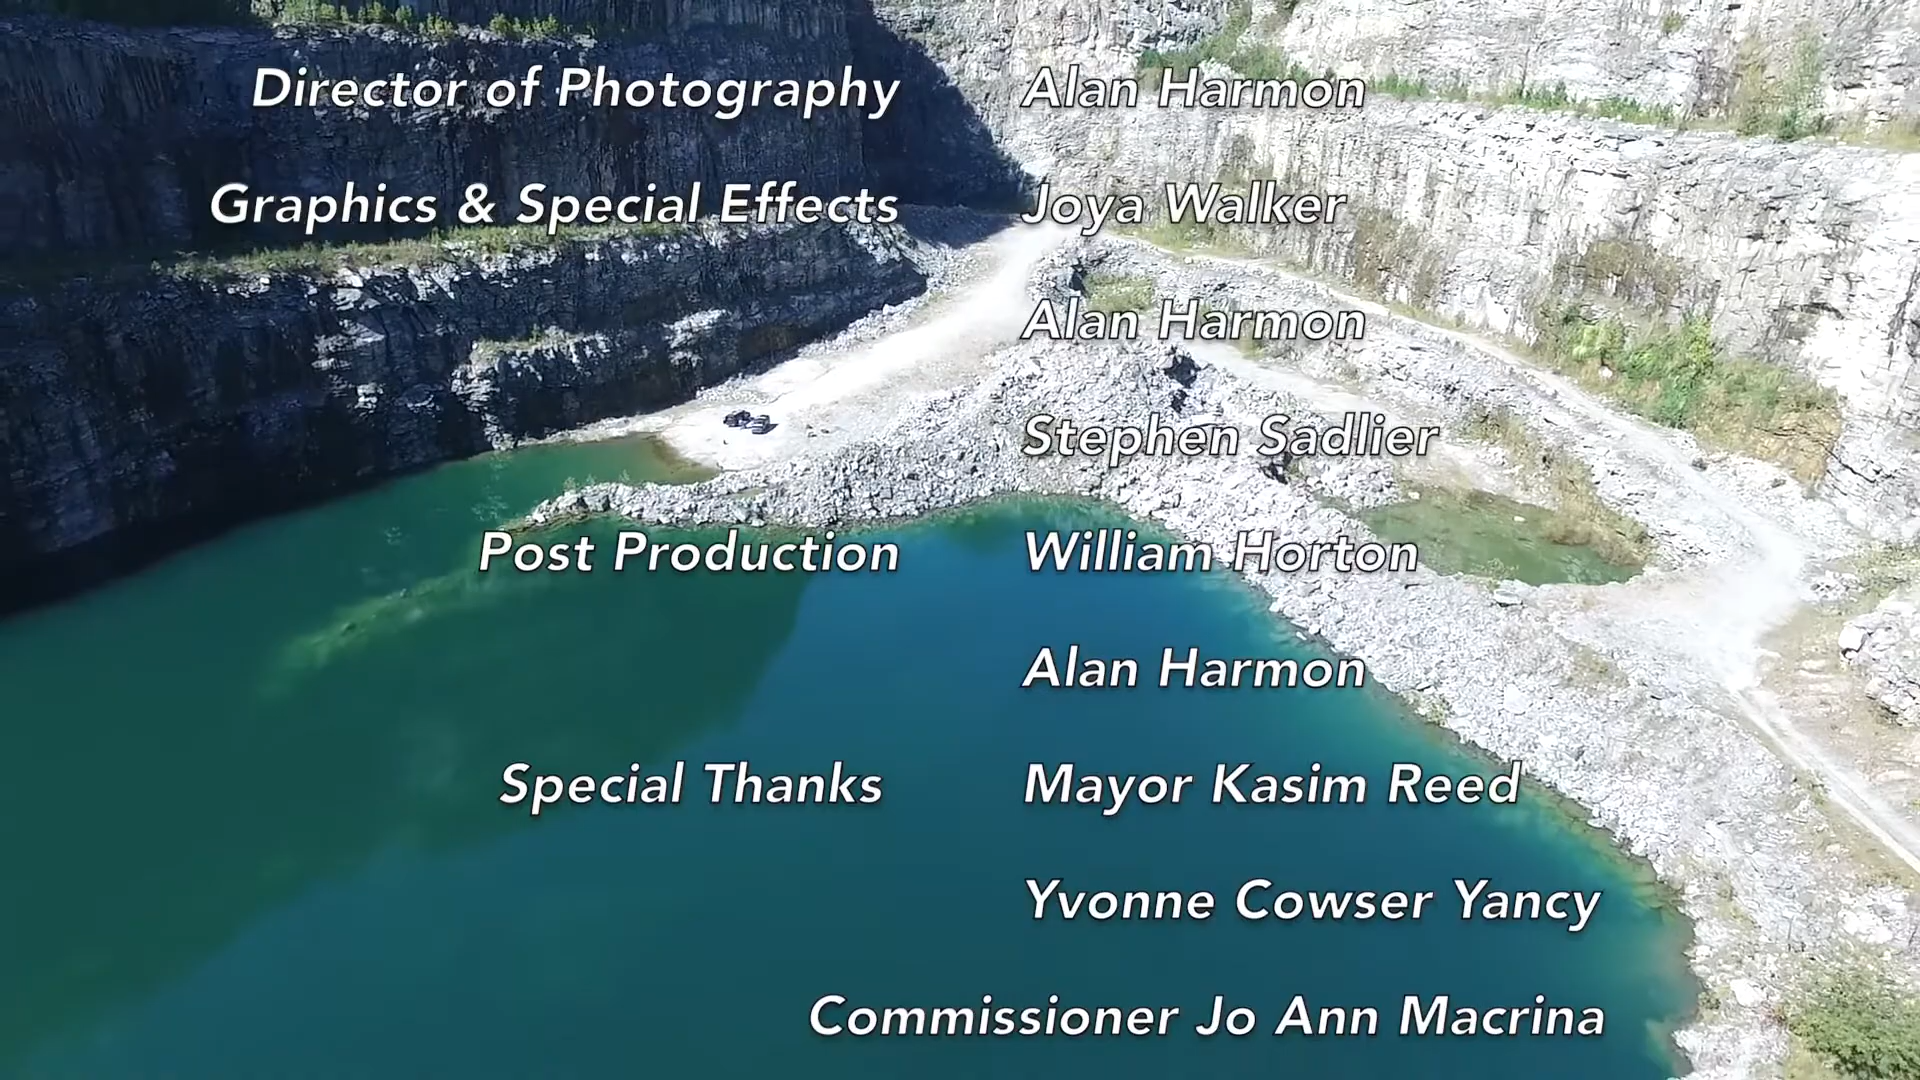 Director of Photography Alan Harmon
Graphics & Special Effects Joya Walker
Alan Harmon
Stephen Sadlier
Post Production William Horton
Alan Harmon
Special Thanks Mayor Kasim Reed
Yvonne Cowser Yancy
Commissioner Jo Ann Macrina